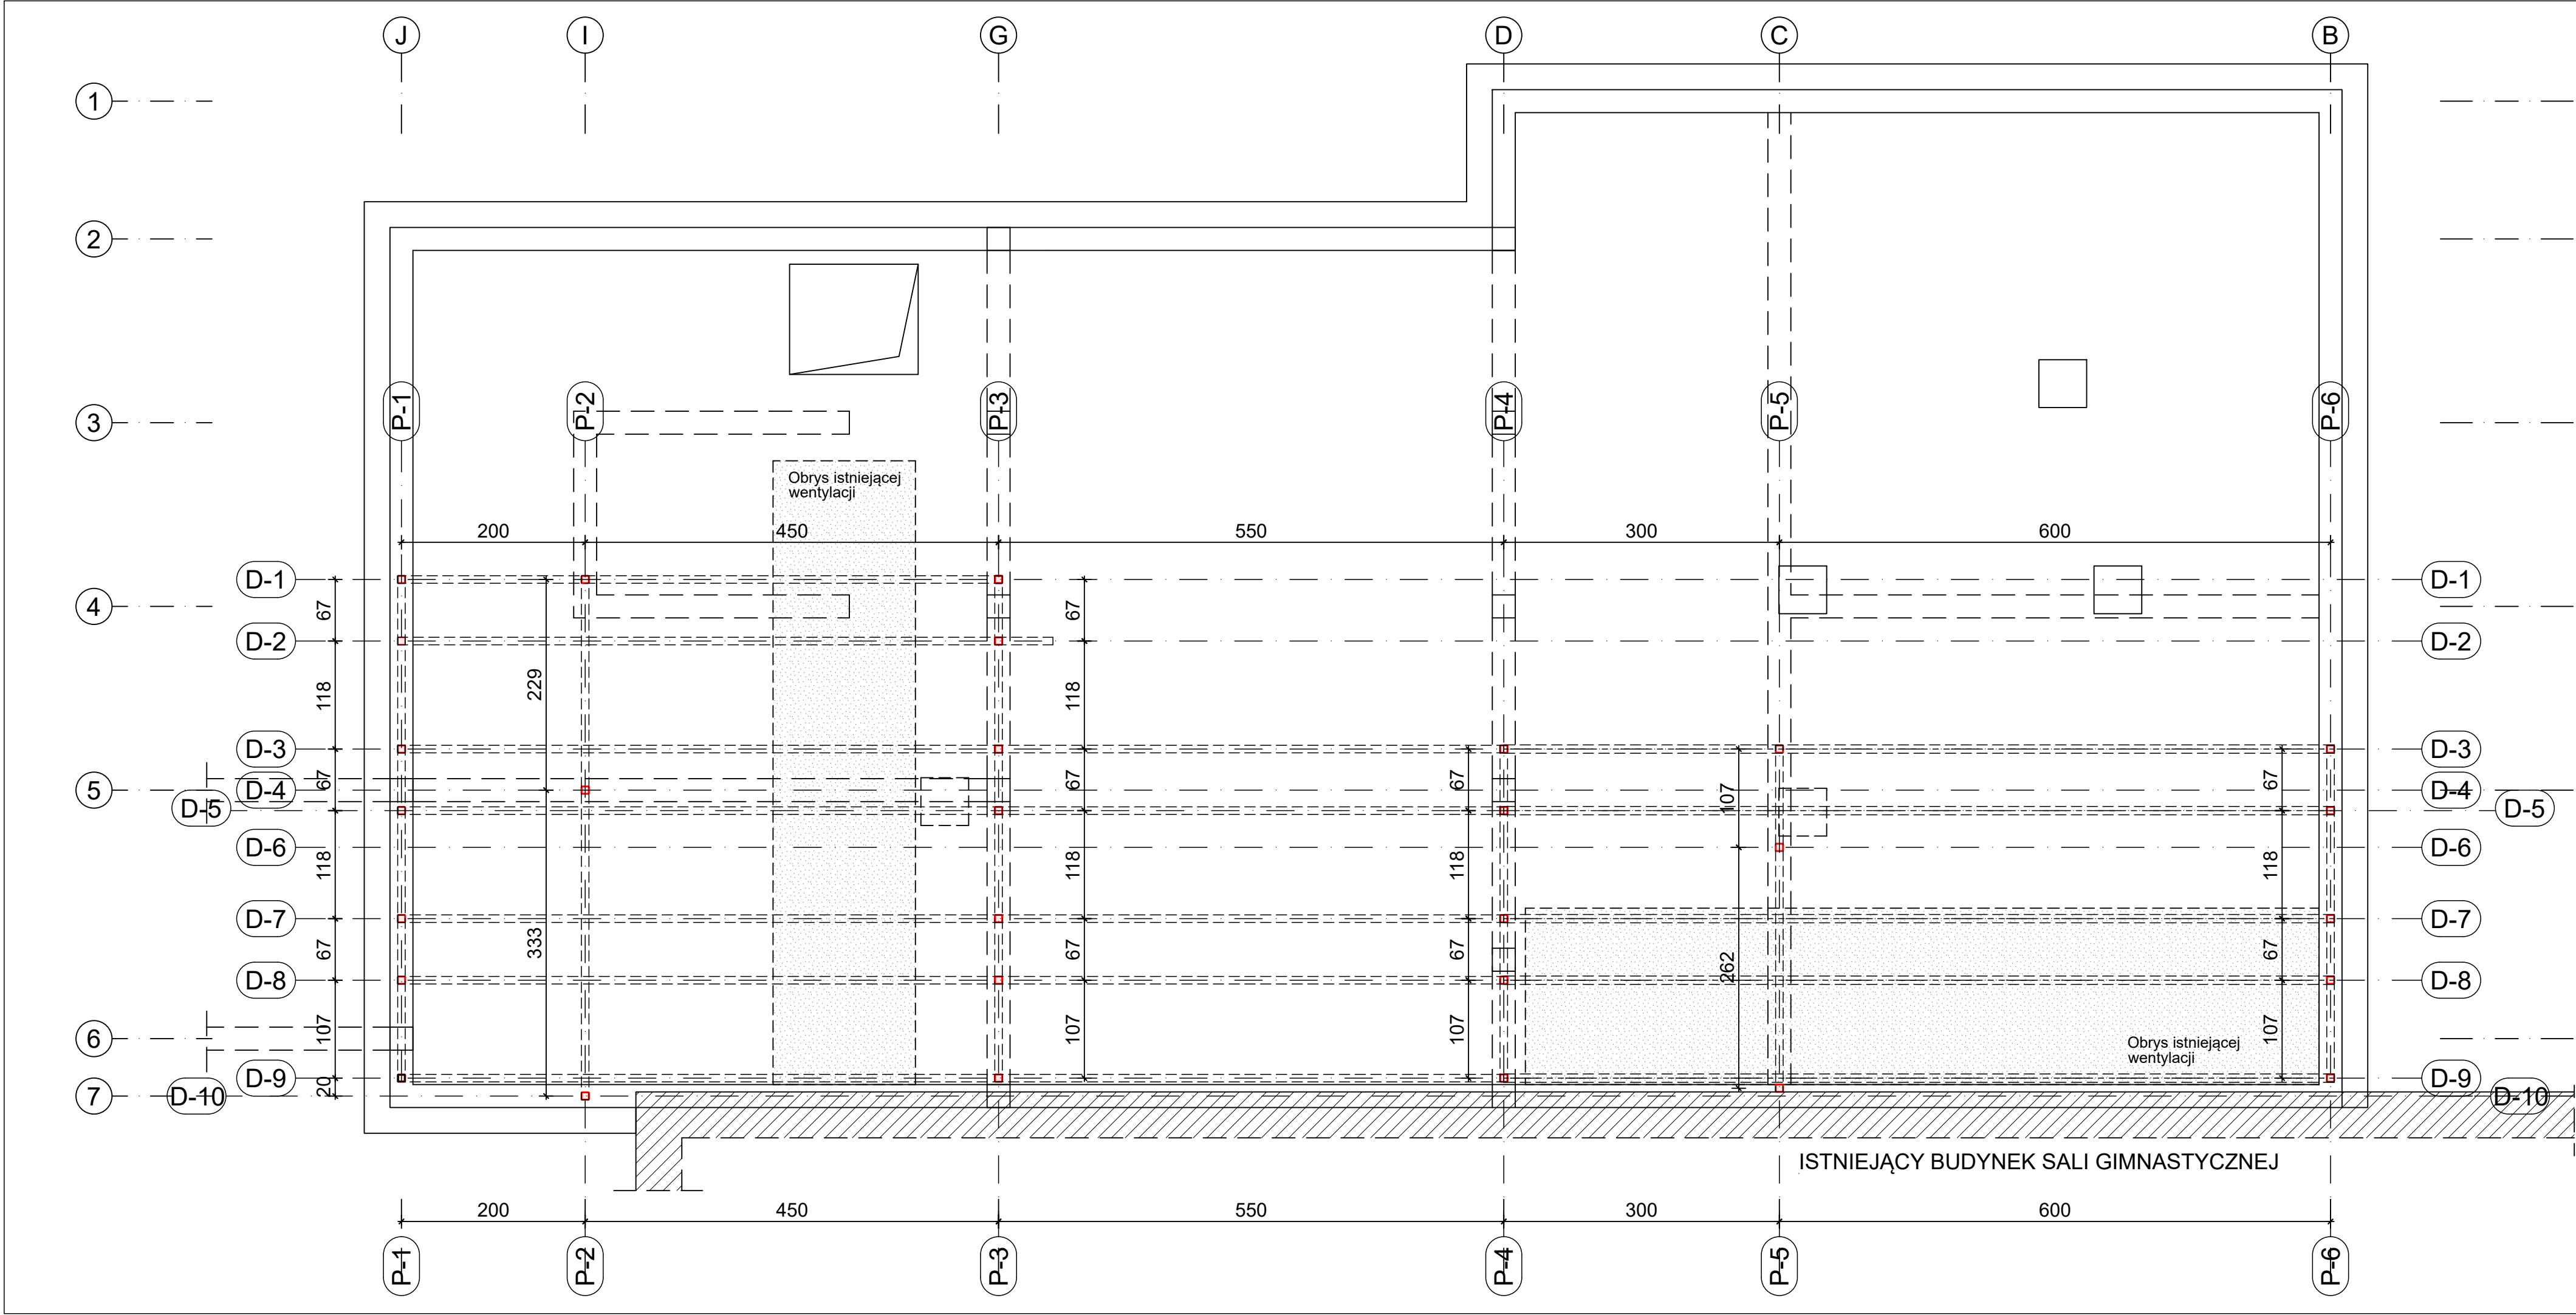 J I G D C B
1
2
3
P-1 P-2 P-3 P-4 P-5 P-6
Obrys istniejącej
wentylacji
200 450 550 300 600
D-1 D-1
4
67 67
D-2 D-2
118 229 118
D-3 D-3
5 D-4 67 67 67 107 67 D-4
D-5 D-5
D-6 D-6
118 118 118 118
D-7 D-7
67 333 67 67 262 67
D-8 D-8
6 107 107 107 107
Obrys istniejącej
wentylacji
D-9 D-9
7 D-10 20 D-10
ISTNIEJĄCY BUDYNEK SALI GIMNASTYCZNEJ
200 450 550 300 600
P-1 P-2 P-3 P-4 P-5 P-6